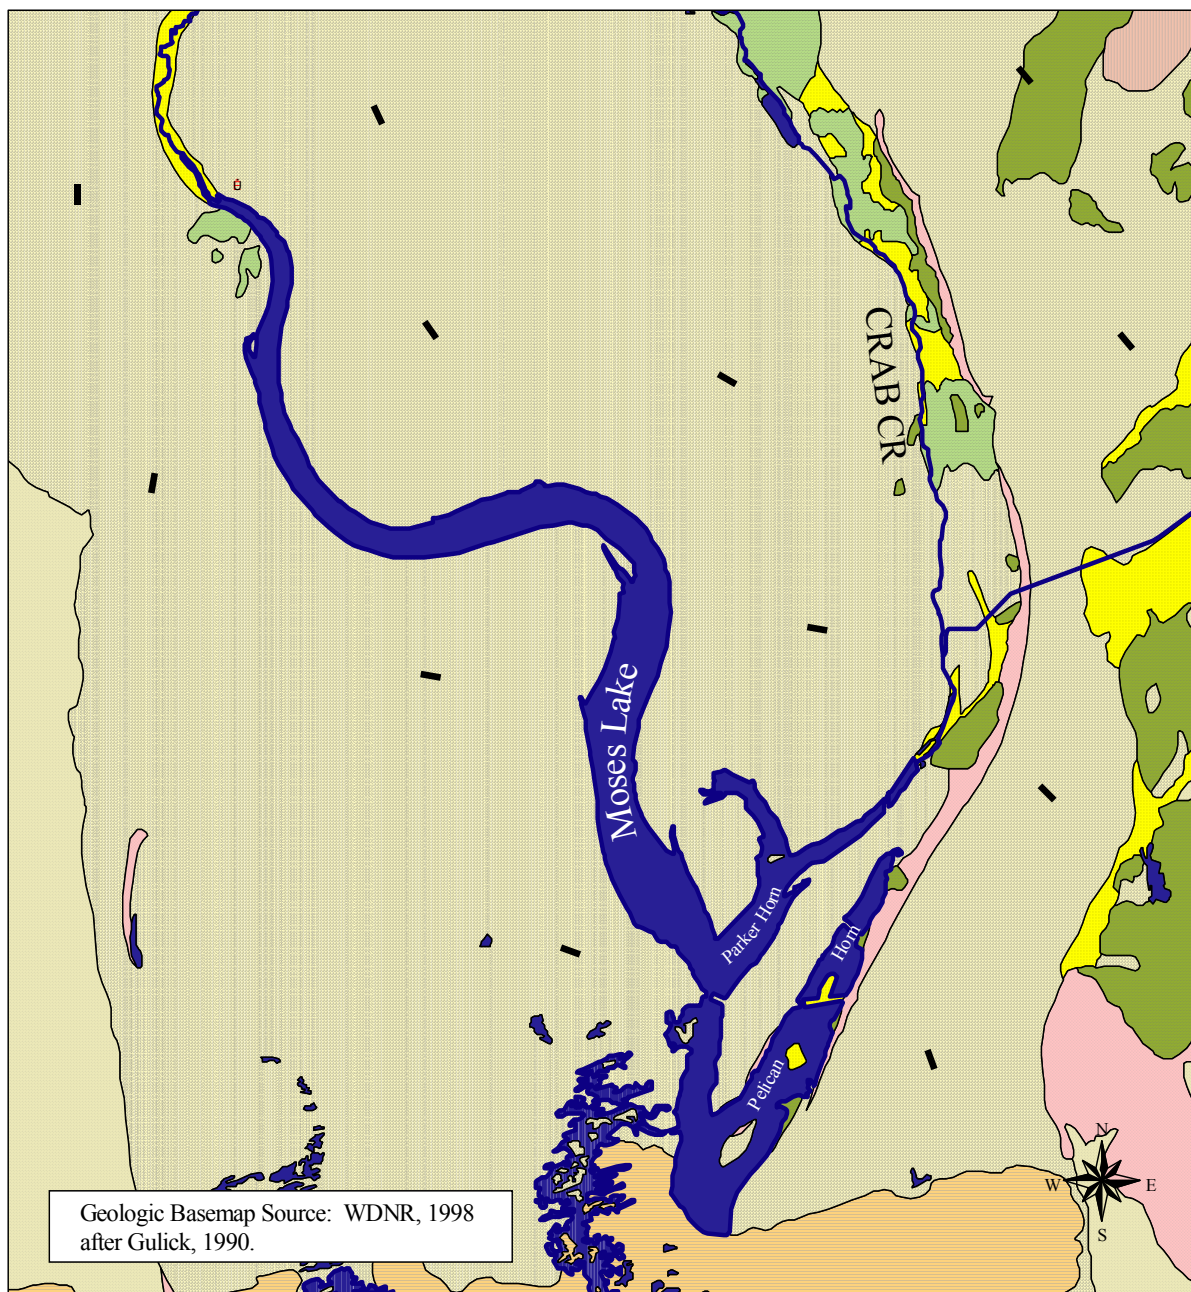 CRAB CR
Moses Lake
Parker Horn
Horn
Pelican
N
W
E
S
Geologic Basemap Source: WDNR, 1998
after Gulick, 1990.